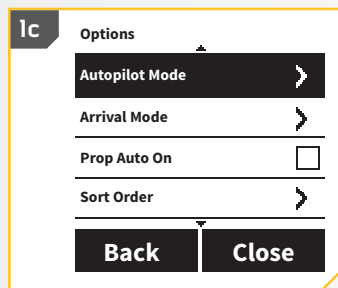 1c
Options
Autopilot Mode
Arrival Mode
Prop Auto On
Sort Order
Back Close